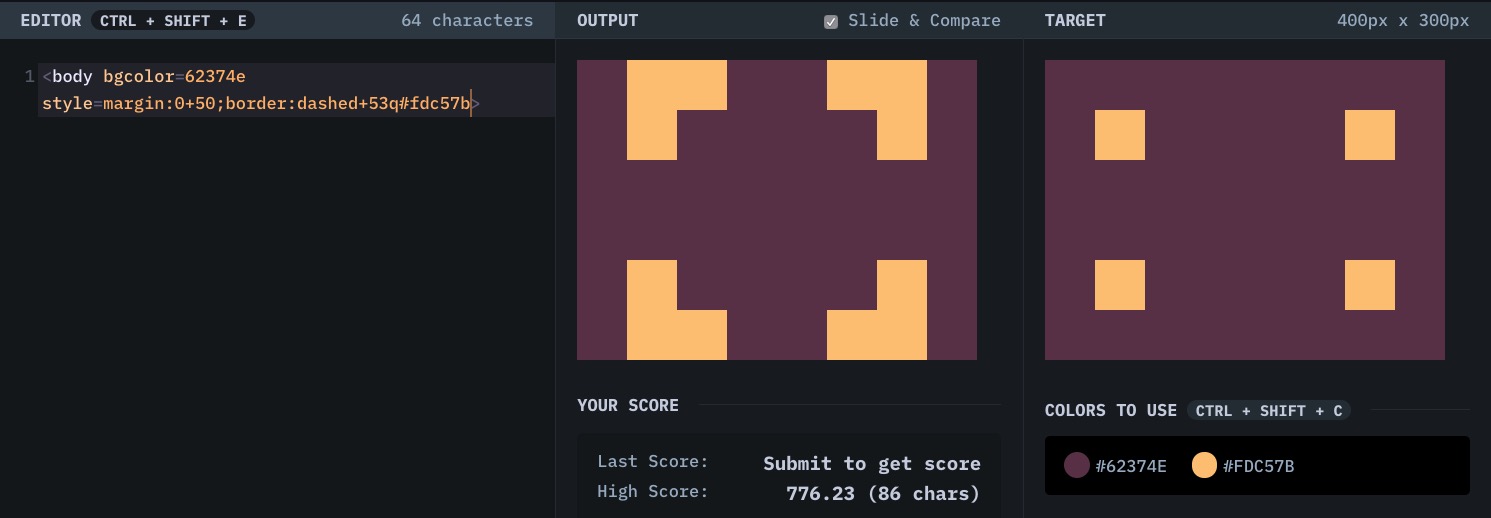 EDITOR CTRL + SHIFT + E 64 characters
OUTPUT Slide & Compare
TARGET 400px x 300px
1 <body bgcolor=62374e
style=margin:0+50;border:dashed+53q#fdc57b>
YOUR SCORE
Last Score: Submit to get score
High Score: 776.23 (86 chars)
COLORS TO USE CTRL + SHIFT + C
#62374E #FDC57B